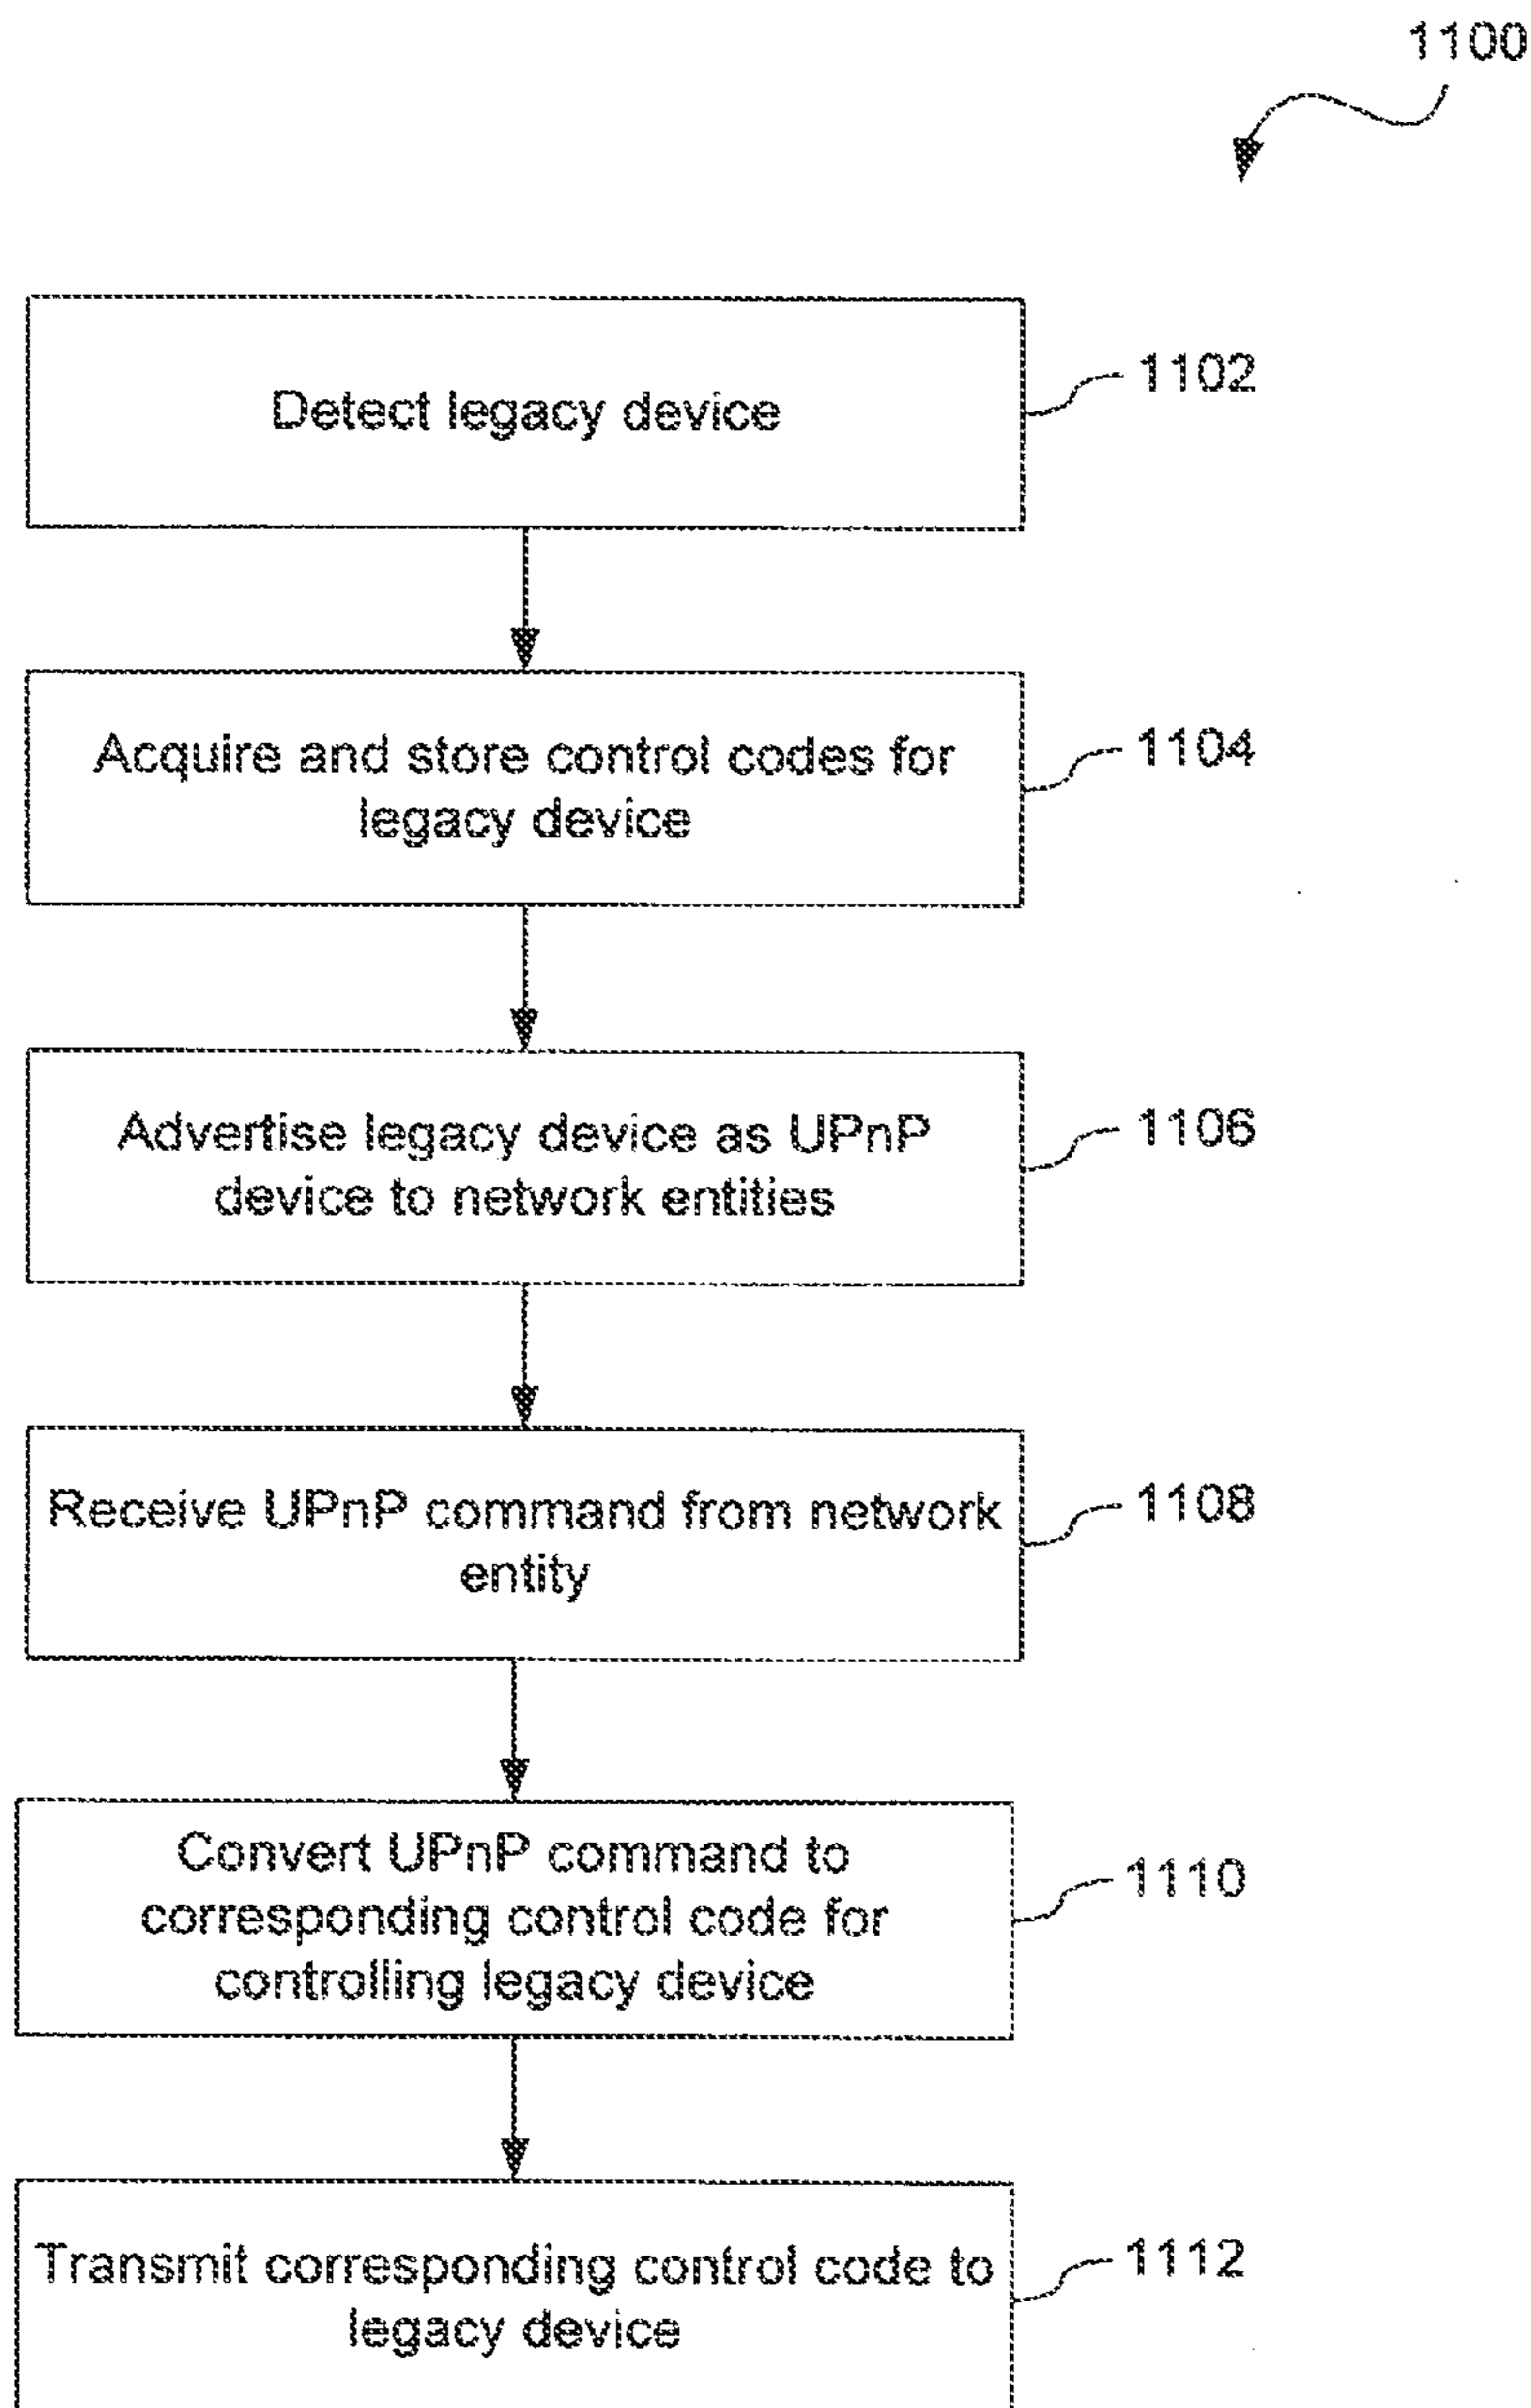 1100
Detect legacy device
1102
Acquire and store control codes for
legacy device
1104
Advertise legacy device as UPnP
device to network entities
1106
Receive UPnP command from network
entity
1108
Convert UPnP command to
corresponding control code for
controlling legacy device
1110
Transmit corresponding control code to
legacy device
1112